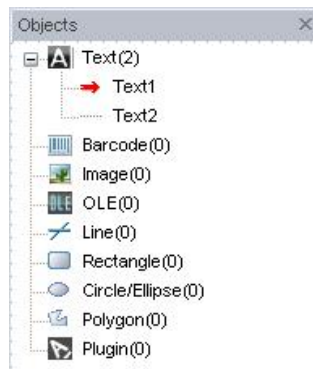 Objects
Text(2)
Text1
Text2
Barcode(0)
Image(0)
OLE
OLE(0)
Line(0)
Rectangle(0)
Circle/Ellipse(0)
Polygon(0)
Plugin(0)